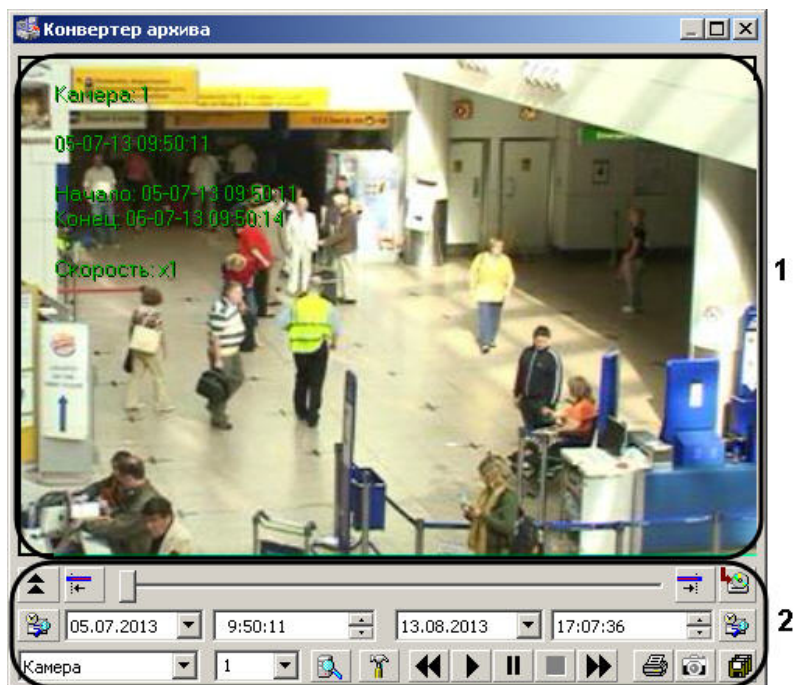 Конвертер архива
Камера: 1
05-07-13 09:50:11
Начало: 05-07-13 09:50:11
Конец: 05-07-13 09:50:14
Скорость: x1
1
05.07.2013 9:50:11 13.08.2013 17:07:36
2
Камера 1